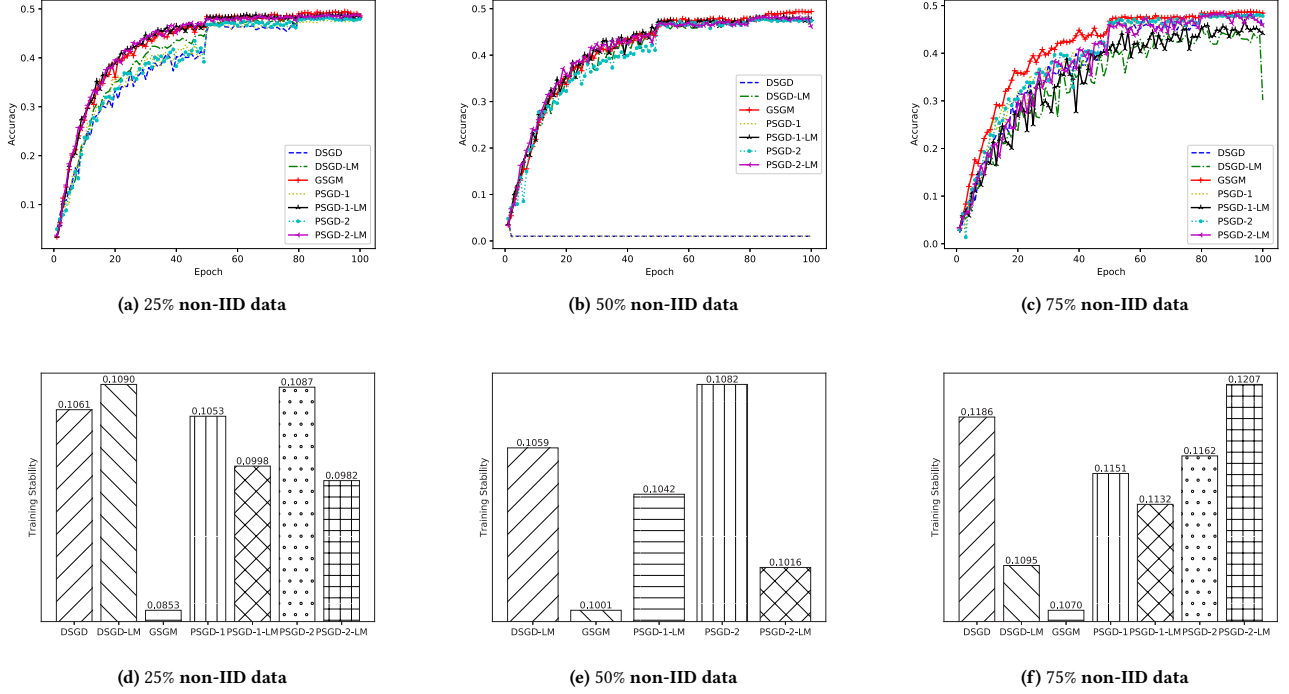 0.5
0.4
0.3
0.2
0.1
Accuracy
0 20 40 60 80 100
Epoch
DSGD
DSGD-LM
GSGM
PSGD-1
PSGD-1-LM
PSGD-2
PSGD-2-LM
(a) 25% non-IID data
0.5
0.4
0.3
0.2
0.1
0.0
Accuracy
0 20 40 60 80 100
Epoch
DSGD
DSGD-LM
GSGM
PSGD-1
PSGD-1-LM
PSGD-2
PSGD-2-LM
(b) 50% non-IID data
0.5
0.4
0.3
0.2
0.1
0.0
Accuracy
0 20 40 60 80 100
Epoch
DSGD
DSGD-LM
GSGM
PSGD-1
PSGD-1-LM
PSGD-2
PSGD-2-LM
(c) 75% non-IID data
Training Stability
0.1061 0.1090 0.0853 0.1053 0.0998 0.1087 0.0982
DSGD DSGD-LM GSGM PSGD-1 PSGD-1-LM PSGD-2 PSGD-2-LM
(d) 25% non-IID data
Training Stability
0.1059 0.1001 0.1042 0.1082 0.1016
DSGD-LM GSGM PSGD-1-LM PSGD-2 PSGD-2-LM
(e) 50% non-IID data
Training Stability
0.1186 0.1095 0.1070 0.1151 0.1132 0.1162 0.1207
DSGD DSGD-LM GSGM PSGD-1 PSGD-1-LM PSGD-2 PSGD-2-LM
(f) 75% non-IID data